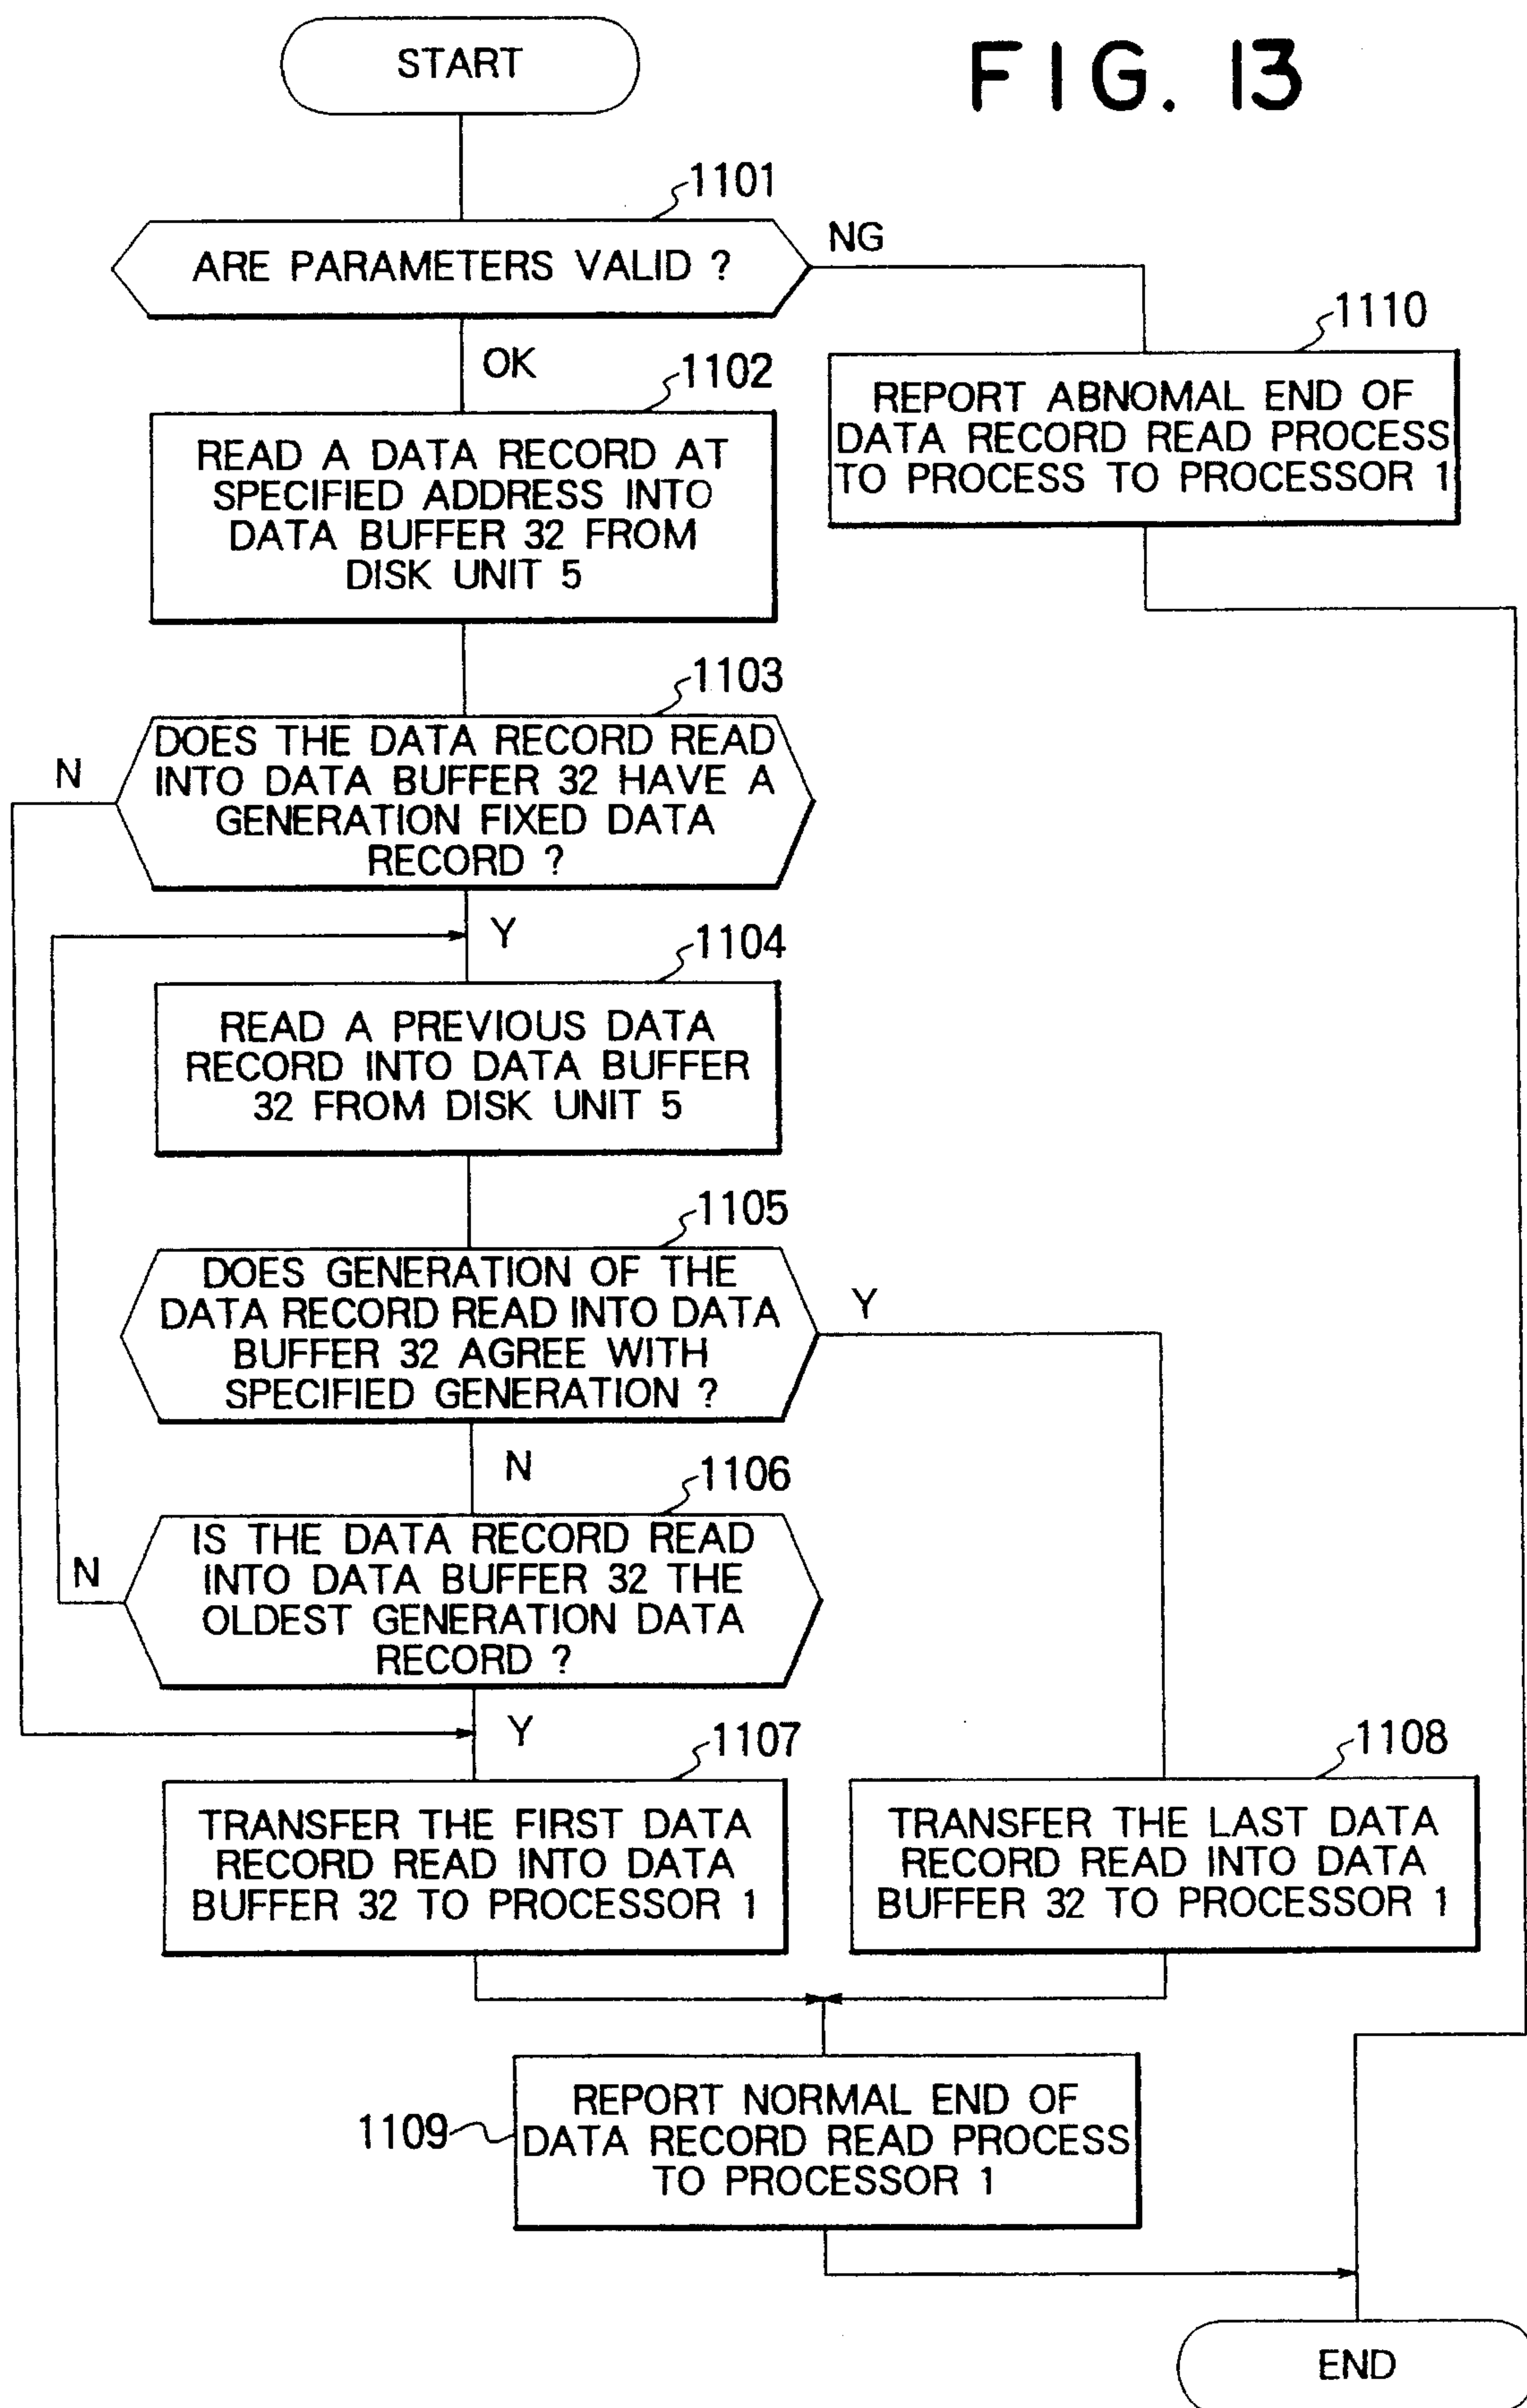 START
FIG. 13
1101
ARE PARAMETERS VALID ?
NG
OK
1110
REPORT ABNOMAL END OF
DATA RECORD READ PROCESS
TO PROCESS TO PROCESSOR 1
1102
READ A DATA RECORD AT
SPECIFIED ADDRESS INTO
DATA BUFFER 32 FROM
DISK UNIT 5
1103
DOES THE DATA RECORD READ
INTO DATA BUFFER 32 HAVE A
GENERATION FIXED DATA
RECORD ?
N
Y
1104
READ A PREVIOUS DATA
RECORD INTO DATA BUFFER
32 FROM DISK UNIT 5
1105
DOES GENERATION OF THE
DATA RECORD READ INTO DATA
BUFFER 32 AGREE WITH
SPECIFIED GENERATION ?
Y
N
1106
IS THE DATA RECORD READ
INTO DATA BUFFER 32 THE
OLDEST GENERATION DATA
RECORD ?
N
Y
1107
TRANSFER THE FIRST DATA
RECORD READ INTO DATA
BUFFER 32 TO PROCESSOR 1
1108
TRANSFER THE LAST DATA
RECORD READ INTO DATA
BUFFER 32 TO PROCESSOR 1
1109
REPORT NORMAL END OF
DATA RECORD READ PROCESS
TO PROCESSOR 1
END